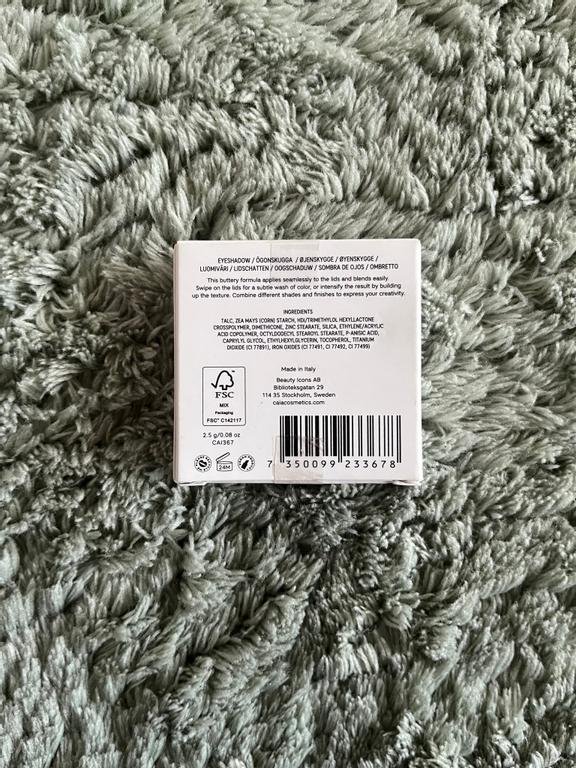 EYESHADOW / ÖGONSKUGGA / ØJENSKYGGE / ØYENSKYGGE /
LUOMIVÄRI / LIDSCHATTEN / OOGSCHADUW / SOMBRA DE OJOS / OMBRETTO
This buttery formula applies seamlessly to the lids and blends easily.
Swipe on the lids for a subtle wash of color, or intensify the result by building
up the texture. Combine different shades and finishes to express your creativity.
INGREDIENTS
TALC, ZEA MAYS (CORN) STARCH, HDI/TRIMETHYLOL HEXYLLACTONE
CROSSPOLYMER, DIMETHICONE, ZINC STEARATE, SILICA, ETHYLENE/ACRYLIC
ACID COPOLYMER, OCTYLDODECYL STEAROYL STEARATE, P-ANISIC ACID,
CAPRYLYL GLYCOL, ETHYLHEXYLGLYCERIN, TOCOPHEROL, TITANIUM
DIOXIDE (CI 77891), IRON OXIDES (CI 77491, CI 77492, CI 77499)
Made in Italy
Beauty Icons AB
Biblioteksgatan 29
114 35 Stockholm, Sweden
caiacosmetics.com
FSC
MIX
Packaging
FSC® C142117
2.5 g/0.08 oz
CAI367
24M
7 350099 233678